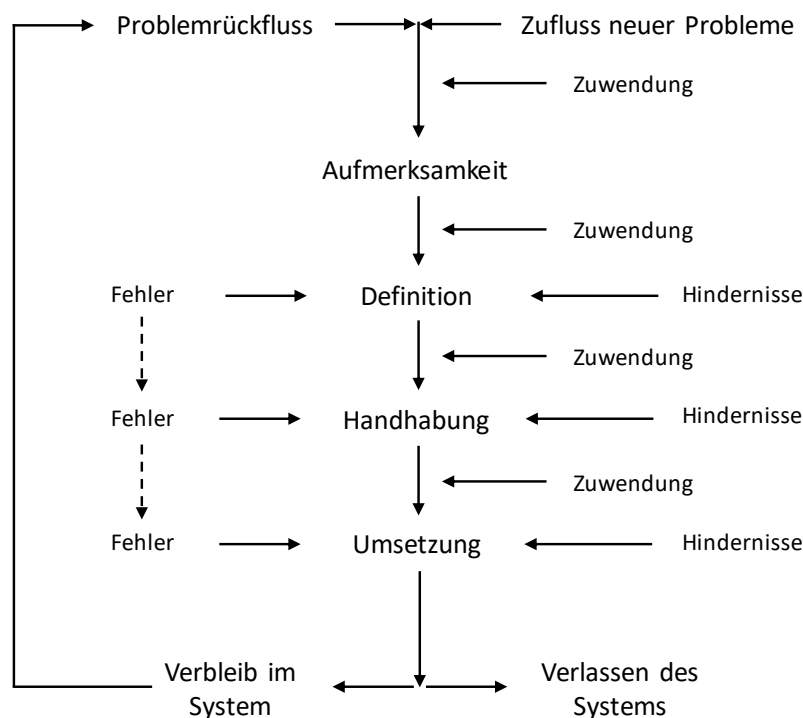 Problemrückfluss
Zufluss neuer Probleme
Zuwendung
Aufmerksamkeit
Zuwendung
Fehler
Definition
Hindernisse
Zuwendung
Fehler
Handhabung
Hindernisse
Zuwendung
Fehler
Umsetzung
Hindernisse
Verbleib im
System
Verlassen des
Systems